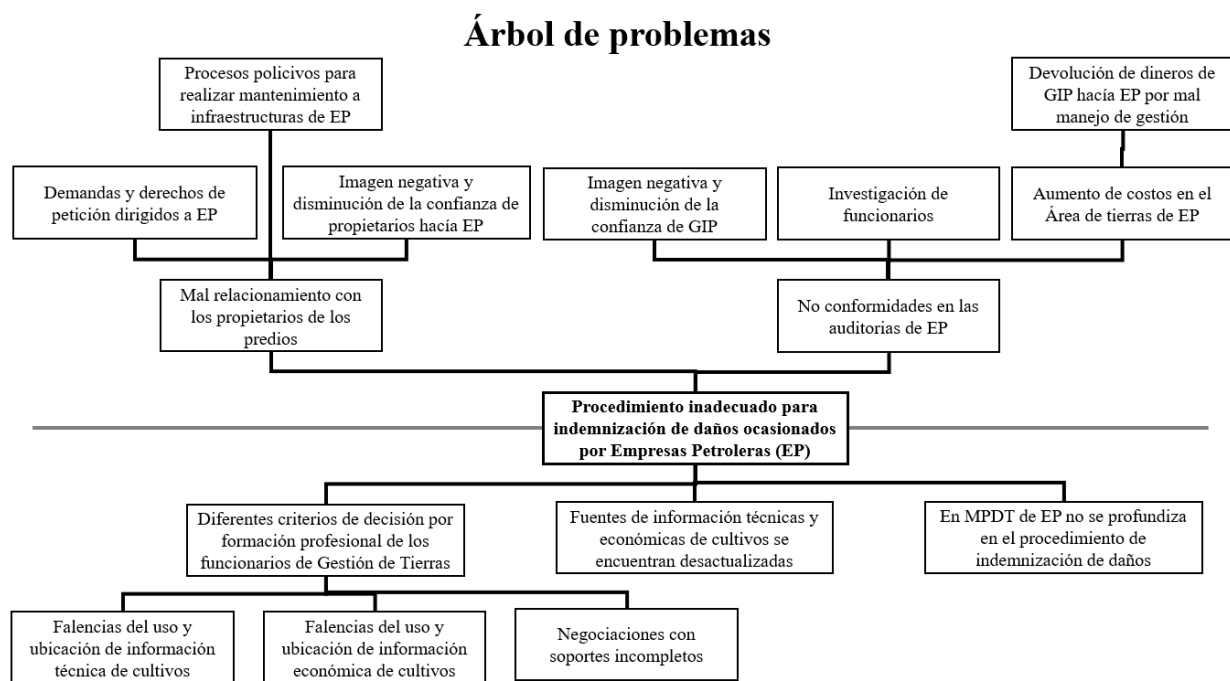 Árbol de problemas
Procesos policivos para
realizar mantenimiento a
infraestructuras de EP
Devolución de dineros de
GIP hacía EP por mal
manejo de gestión
Demandas y derechos de
petición dirigidos a EP
Imagen negativa y
disminución de la confianza de
propietarios hacía EP
Imagen negativa y
disminución de la
confianza de GIP
Investigación de
funcionarios
Aumento de costos en el
Área de tierras de EP
Mal relacionamiento con
los propietarios de los
predios
No conformidades en las
auditorias de EP
Procedimiento inadecuado para
indemnización de daños ocasionados
por Empresas Petroleras (EP)
Diferentes criterios de decisión por
formación profesional de los
funcionarios de Gestión de Tierras
Fuentes de información técnicas y
económicas de cultivos se
encuentran desactualizadas
En MPDT de EP no se profundiza
en el procedimiento de
indemnización de daños
Falencias del uso y
ubicación de información
técnica de cultivos
Falencias del uso y
ubicación de información
económica de cultivos
Negociaciones con
soportes incompletos